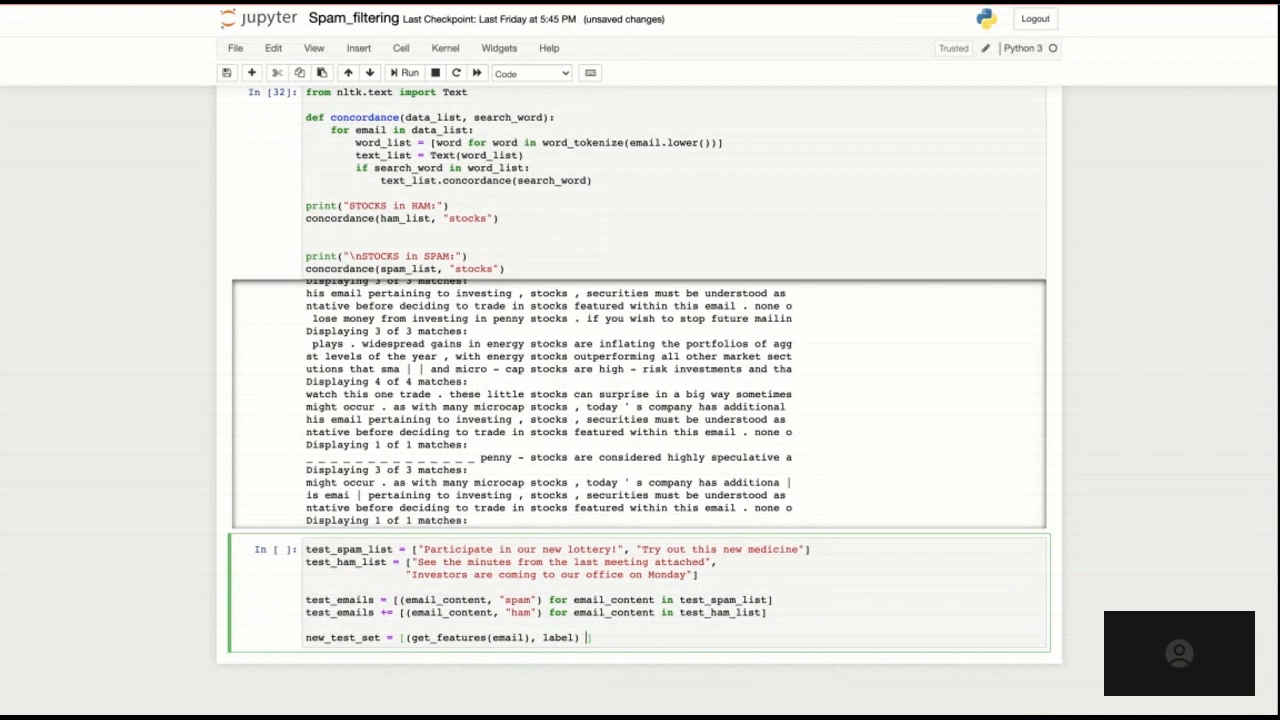 jupyter Spam_filtering Last Checkpoint: Last Friday at 5:45 PM (unsaved changes) Logout
File Edit View Insert Cell Kernel Widgets Help Trusted Python 3
Run Code
In [32]: from nltk.text import Text
def concordance(data_list, search_word):
for email in data_list:
word_list = [word for word in word_tokenize(email.lower())]
text_list = Text(word_list)
if search_word in word_list:
text_list.concordance(search_word)
print("STOCKS in HAM:")
concordance(ham_list, "stocks")
print("\nSTOCKS in SPAM:")
concordance(spam_list, "stocks")
Displaying 3 of 3 matches:
his email pertaining to investing , stocks , securities must be understood as
ntative before deciding to trade in stocks featured within this email . none o
lose money from investing in penny stocks . if you wish to stop future mailin
Displaying 3 of 3 matches:
plays . widespread gains in energy stocks are inflating the portfolios of agg
st levels of the year , with energy stocks outperforming all other market sect
utions that sma | | and micro - cap stocks are high - risk investments and tha
Displaying 4 of 4 matches:
watch this one trade . these little stocks can surprise in a big way sometimes
might occur . as with many microcap stocks , today ' s company has additional
his email pertaining to investing , stocks , securities must be understood as
ntative before deciding to trade in stocks featured within this email . none o
Displaying 1 of 1 matches:
_ _ _ _ _ _ _ _ _ _ _ _ _ _ penny - stocks are considered highly speculative a
Displaying 3 of 3 matches:
might occur . as with many microcap stocks , today ' s company has additiona |
is emai | pertaining to investing , stocks , securities must be understood as
ntative before deciding to trade in stocks featured within this email . none o
Displaying 1 of 1 matches:
In [ ]: test_spam_list = ["Participate in our new lottery!", "Try out this new medicine"]
test_ham_list = ["See the minutes from the last meeting attached",
"Investors are coming to our office on Monday"]
test_emails = [(email_content, "spam") for email_content in test_spam_list]
test_emails += [(email_content, "ham") for email_content in test_ham_list]
new_test_set = [(get_features(email), label) ]